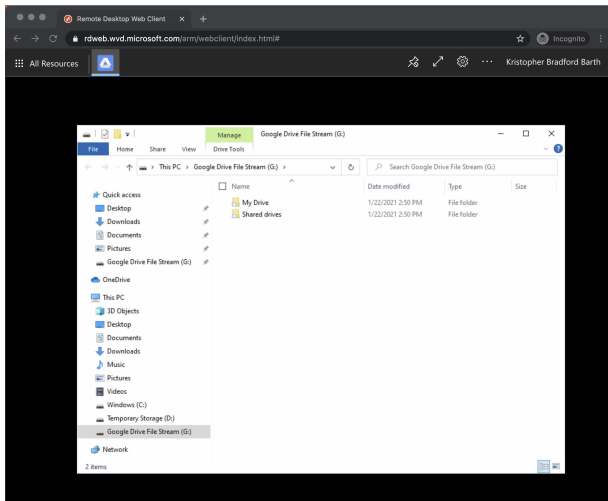 Remote Desktop Web Client
rdweb.wvd.microsoft.com/arm/webclient/index.html#
Incognito
All Resources
Kristopher Bradford Barth
Manage
Google Drive File Stream (G:)
File
Home
Share
View
Drive Tools
This PC > Google Drive File Stream (G:) >
Search Google Drive File Stream (G:)
Name
Date modified
Type
Size
My Drive
1/22/2021 2:50 PM
File folder
Shared drives
1/22/2021 2:50 PM
File folder
Quick access
Desktop
Downloads
Documents
Pictures
Google Drive File Stream (G:)
OneDrive
This PC
3D Objects
Desktop
Documents
Downloads
Music
Pictures
Videos
Windows (C:)
Temporary Storage (D:)
Google Drive File Stream (G:)
Network
2 items